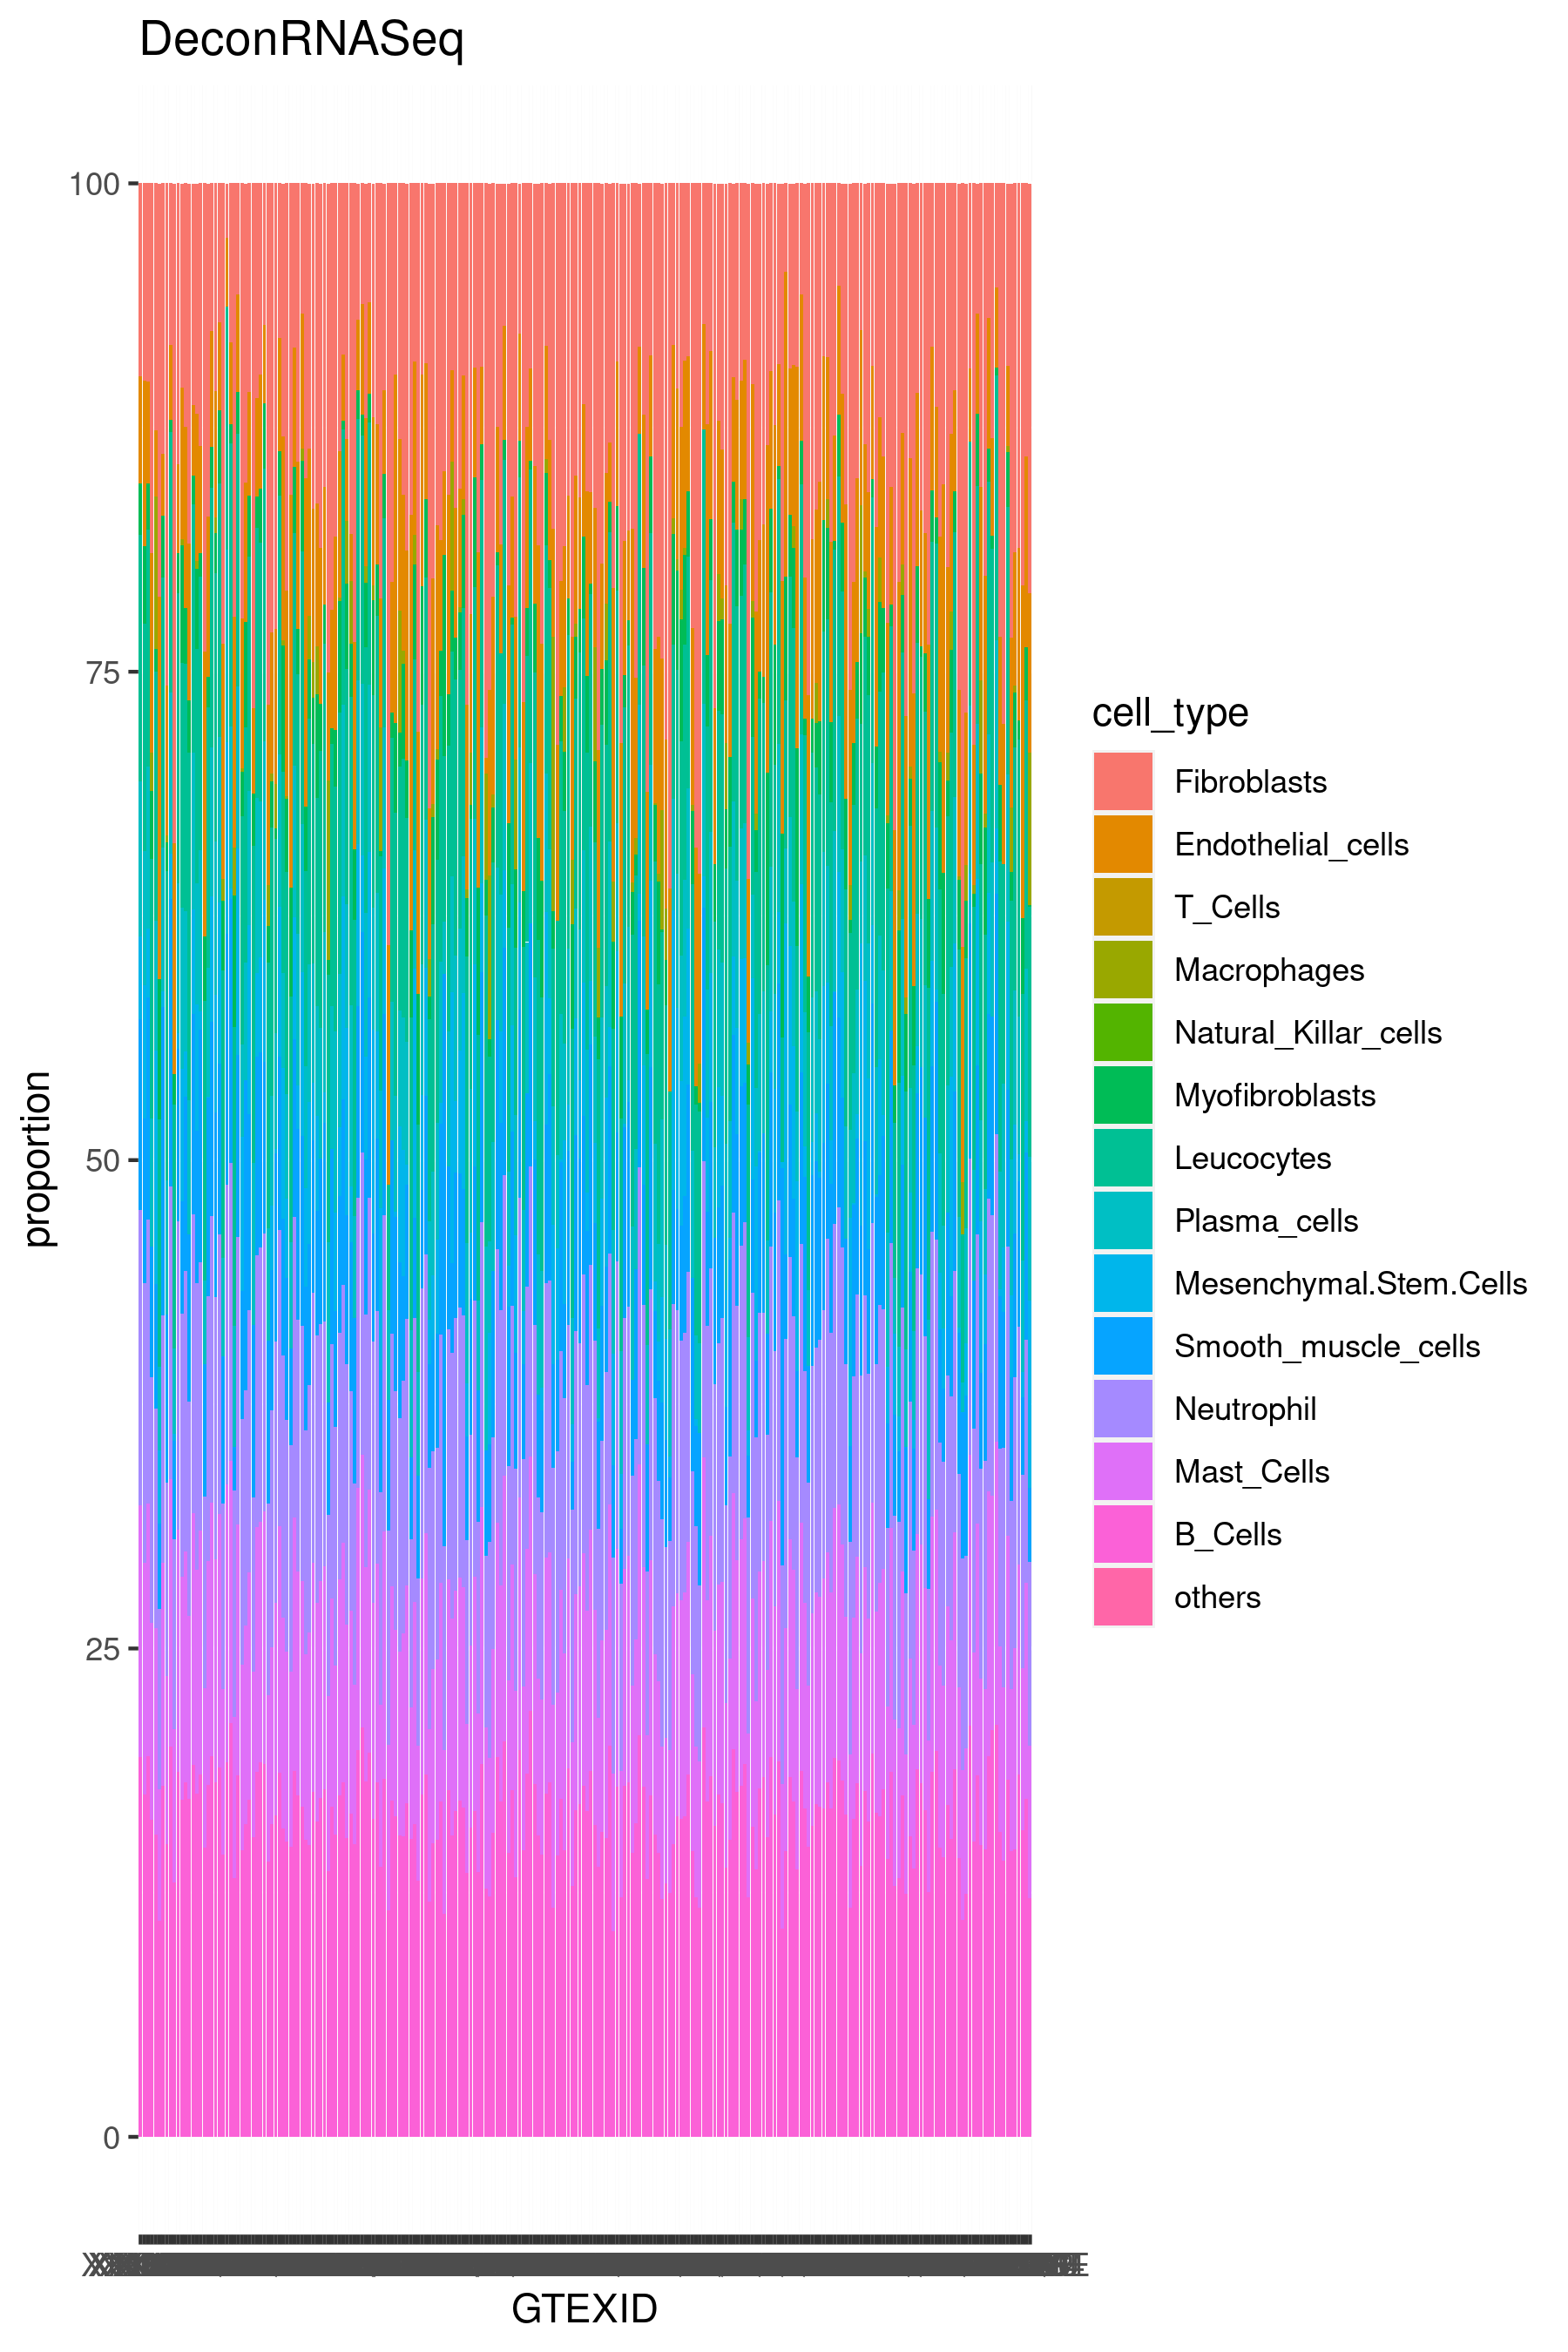 DeconRNASeq
100
75
50
25
0
proportion
GTEXID
cell_type
Fibroblasts
Endothelial_cells
T_Cells
Macrophages
Natural_Killar_cells
Myofibroblasts
Leucocytes
Plasma_cells
Mesenchymal.Stem.Cells
Smooth_muscle_cells
Neutrophil
Mast_Cells
B_Cells
others